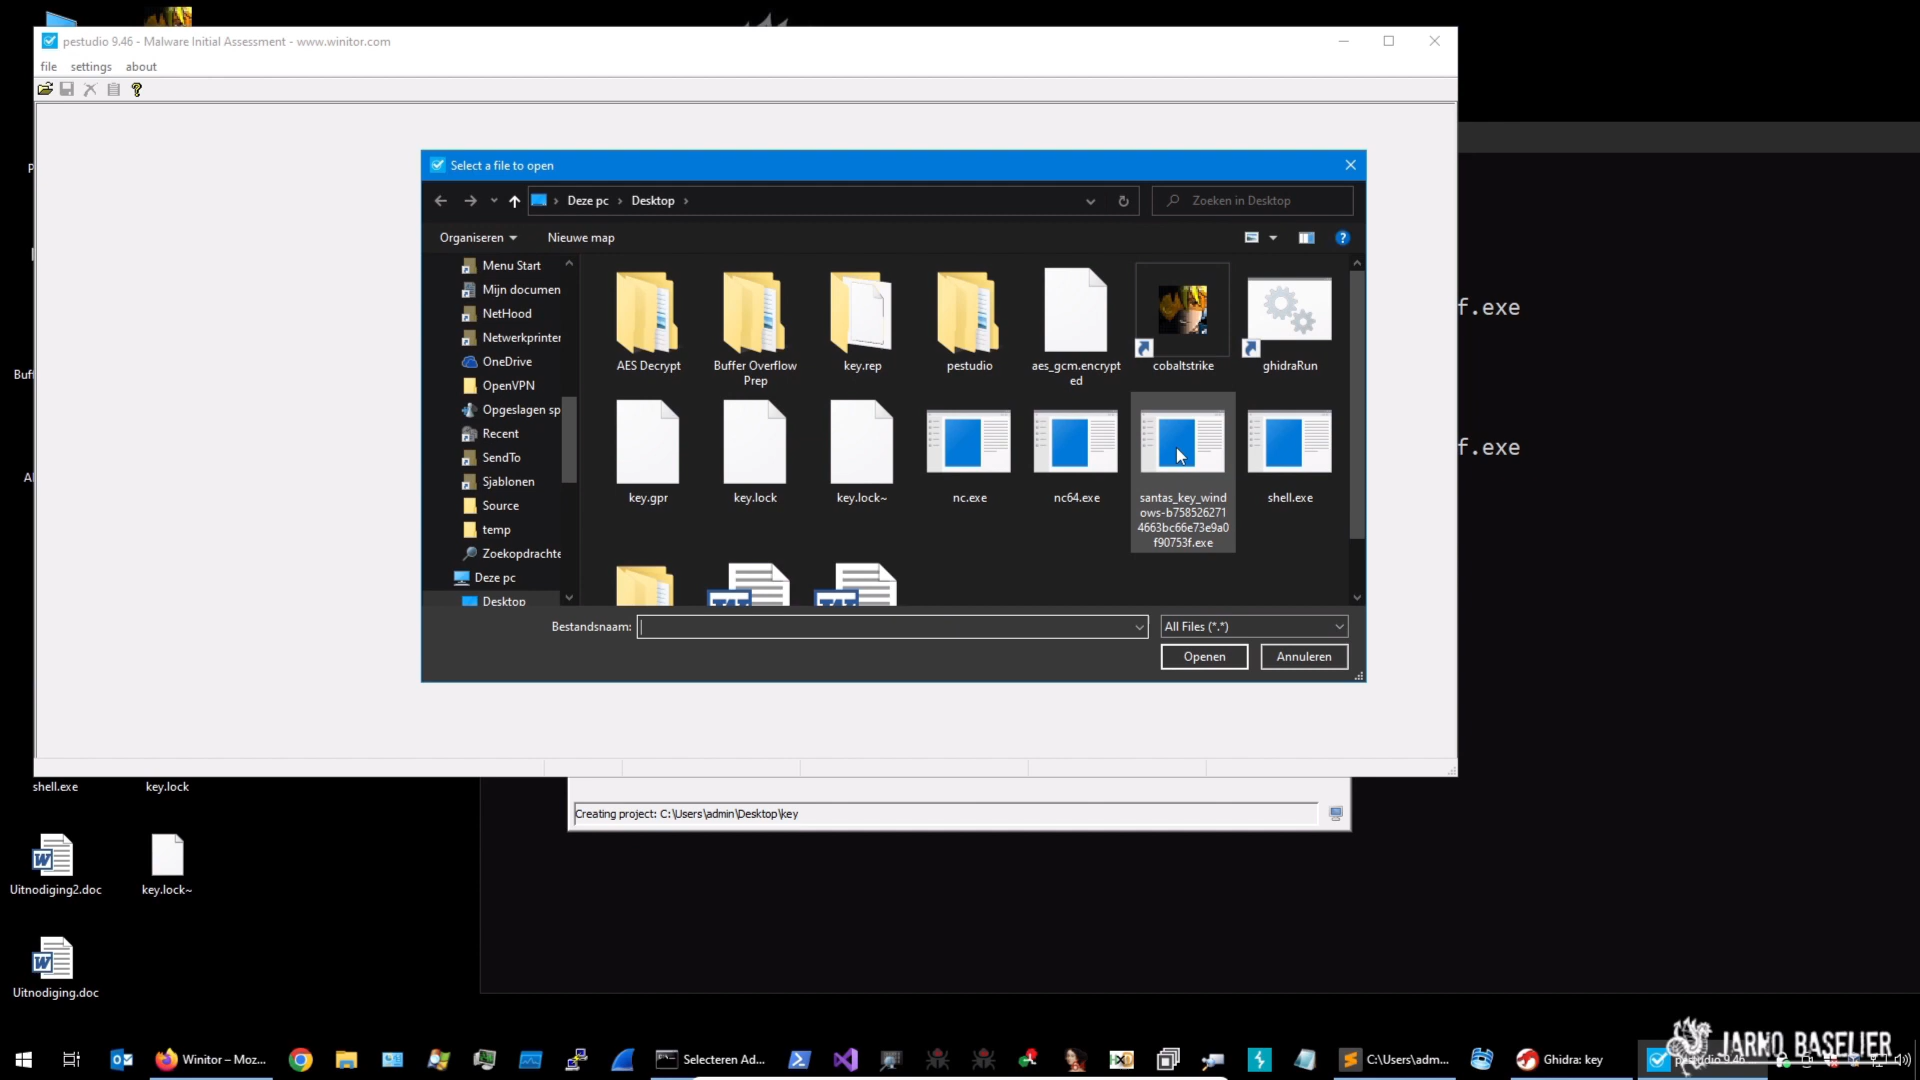 pestudio 9.46 - Malware Initial Assessment - www.winitor.com
file settings about
Select a file to open
Deze pc
Desktop
Zoeken in Desktop
Organiseren
Nieuwe map
Menu Start
Mijn documen
NetHood
Netwerkprinter
OneDrive
OpenVPN
Opgeslagen sp
Recent
SendTo
Sjablonen
Source
temp
Zoekopdrachte
Deze pc
Desktop
AES Decrypt
Buffer Overflow
Prep
key.rep
pestudio
aes_gcm.encrypt
ed
cobaltstrike
ghidraRun
key.gpr
key.lock
key.lock~
nc.exe
nc64.exe
santas_key_wind
ows-b758526271
4663bc66e73e9a0
f90753f.exe
shell.exe
Bestandsnaam:
All Files (*.*)
Openen
Annuleren
f.exe
f.exe
Buff
shell.exe
key.lock
Creating project: C:\Users\admin\Desktop\key
Uitnodiging2.doc
key.lock~
Uitnodiging.doc
Winitor – Moz...
Selecteren Ad...
C:\Users\adm...
Ghidra: key
JARNO BASELIER